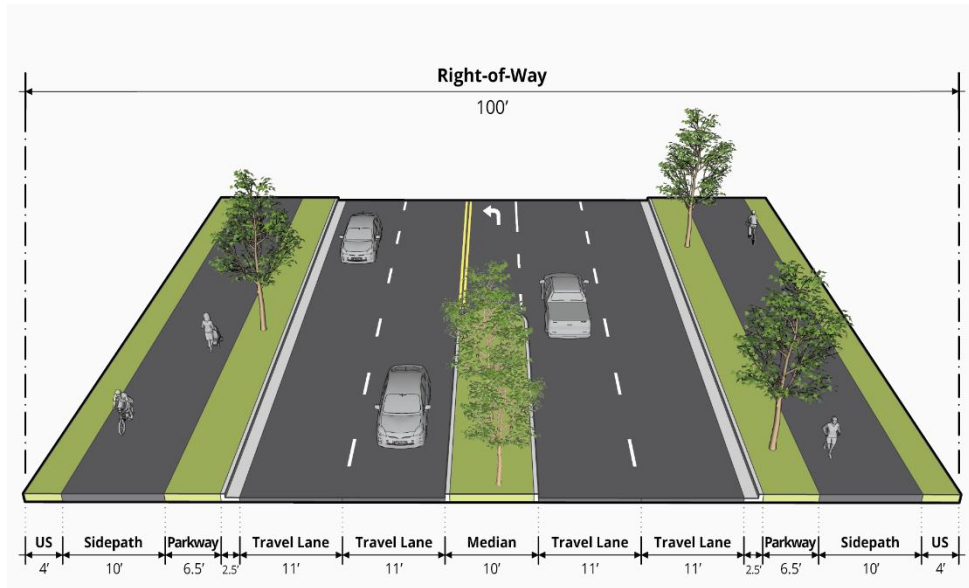 Right-of-Way
100’
US Sidepath Parkway Travel Lane Travel Lane Median Travel Lane Travel Lane Parkway Sidepath US
4’ 10’ 6.5’ 2.5’ 11’ 11’ 10’ 11’ 11’ 2.5’ 6.5’ 10’ 4’